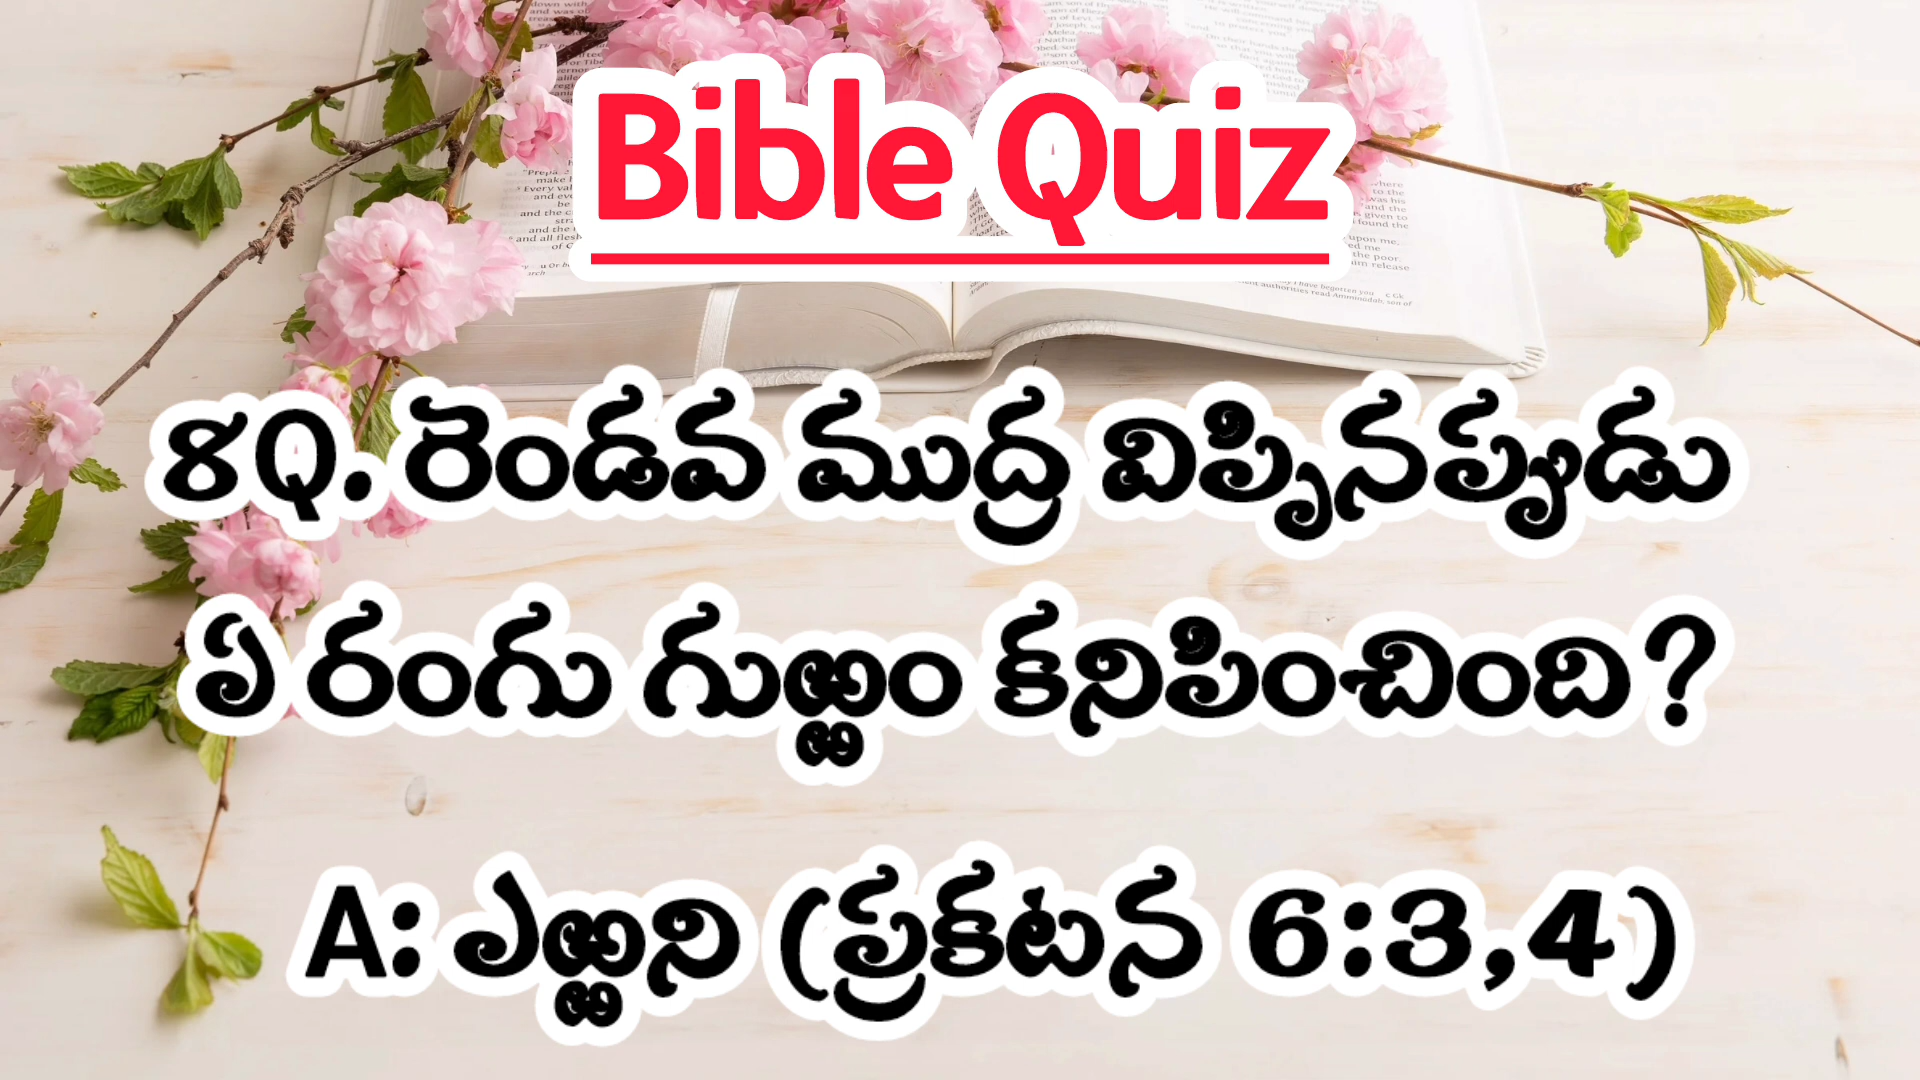 Bible Quiz
8Q. రెండవ ముద్ర విప్పినప్పుడు
ఏ రంగు గుఱ్ఱం కనిపించింది?
A: ఎఱ్ఱని (ప్రకటన 6:3,4)